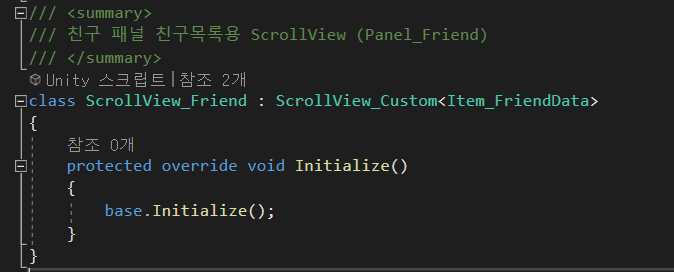 /// <summary>
/// 친구 패널 친구목록용 ScrollView (Panel_Friend)
/// </summary>
Unity 스크립트|참조 2개
class ScrollView_Friend : ScrollView_Custom<Item_FriendData>
{
참조 0개
protected override void Initialize()
{
base.Initialize();
}
}